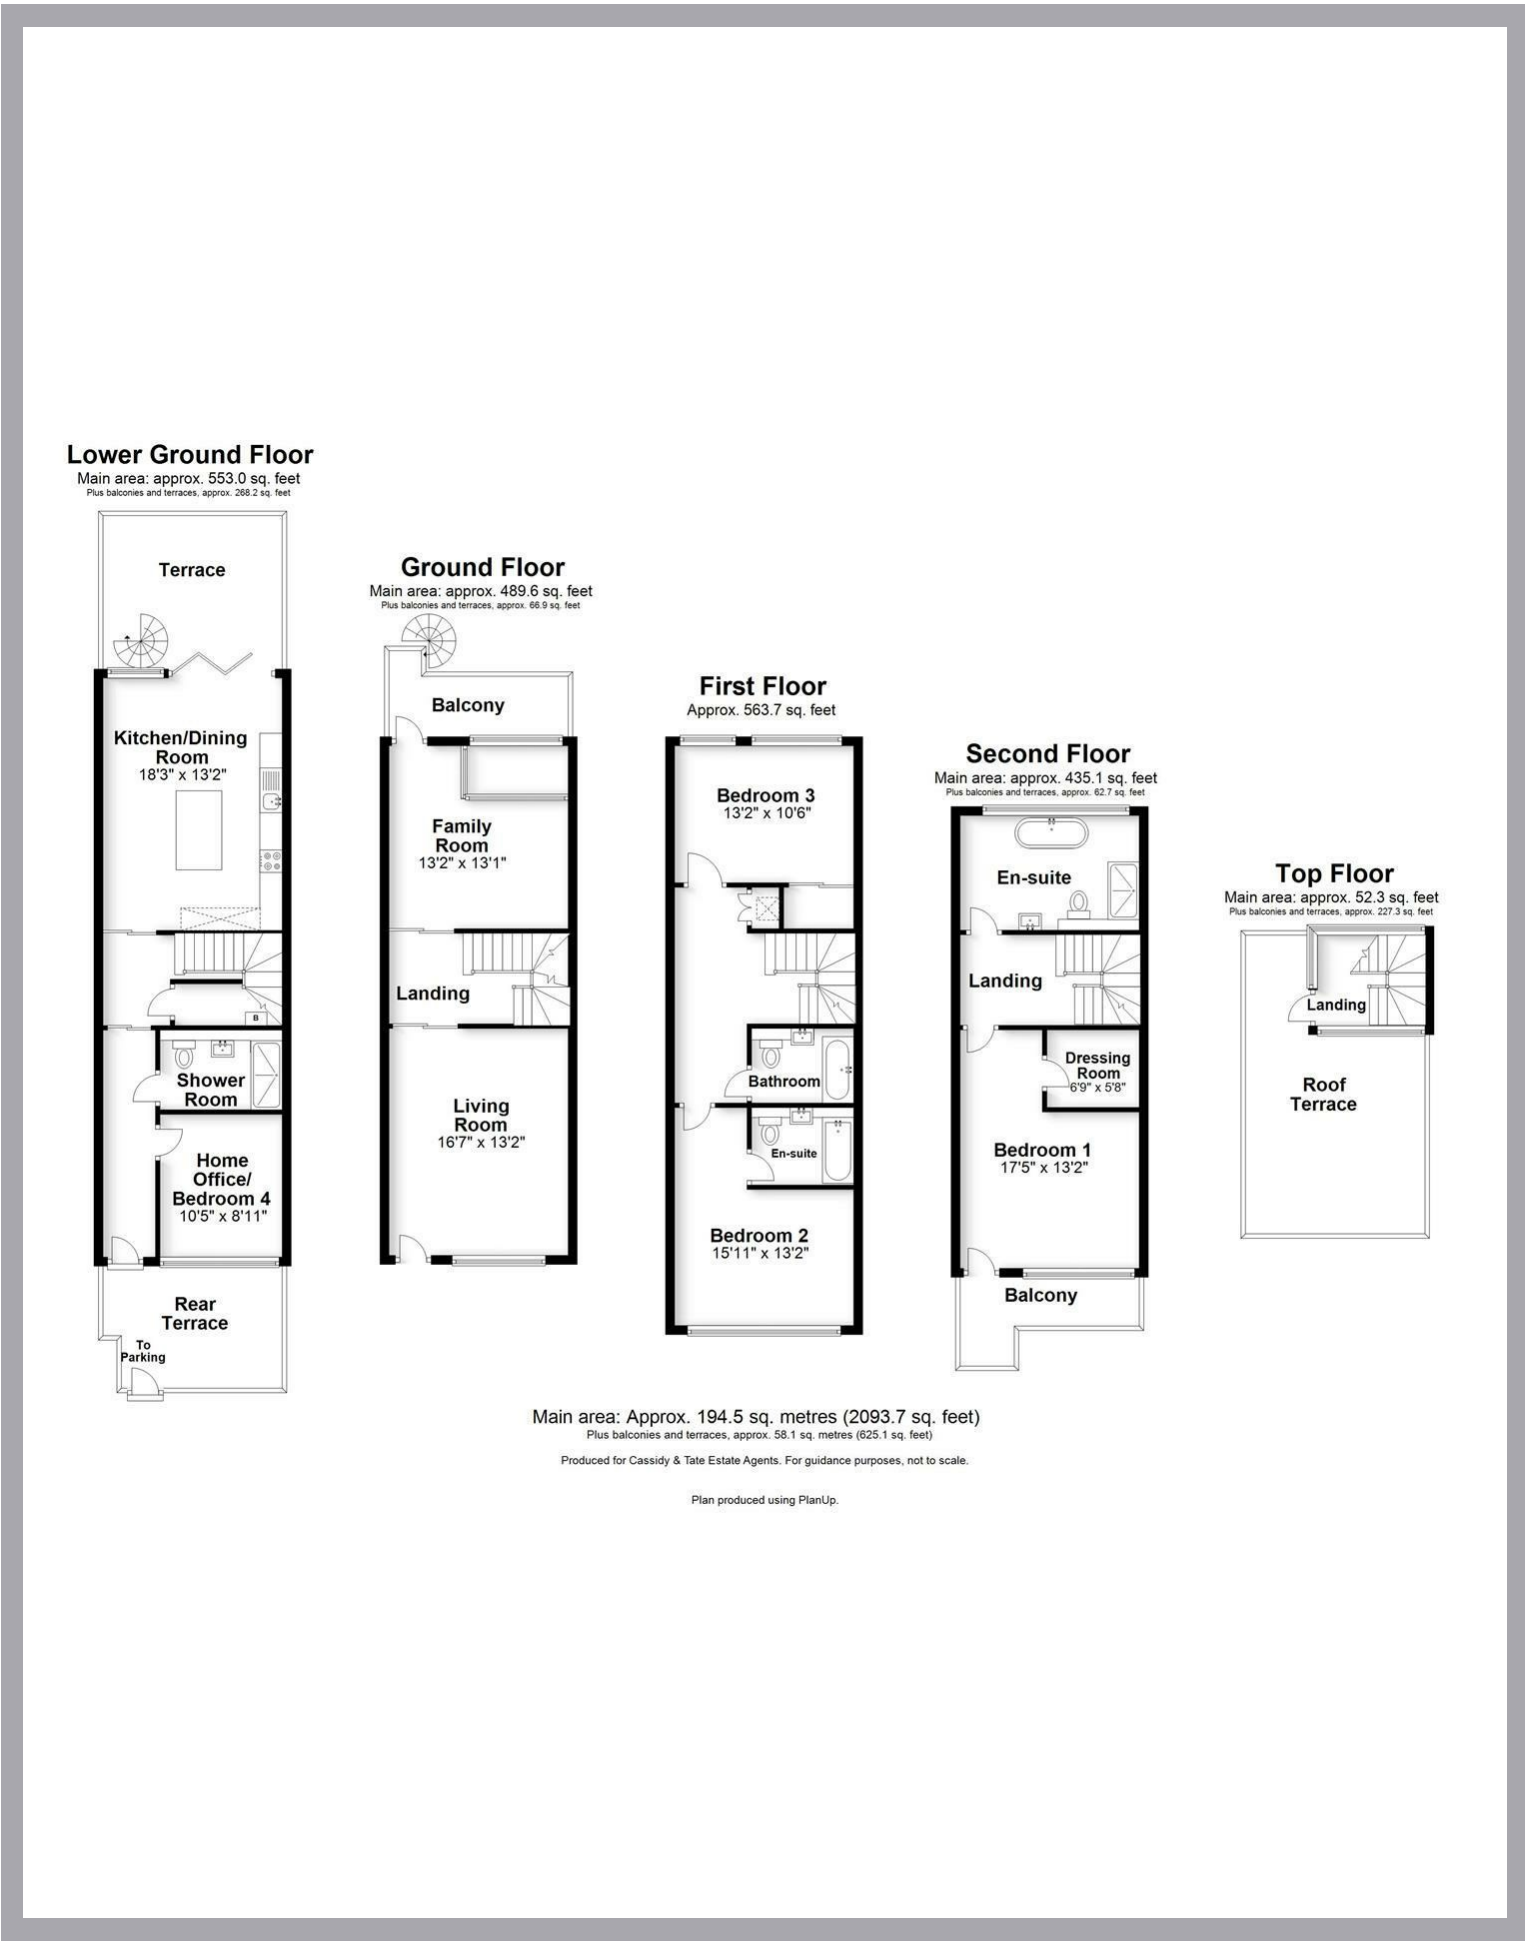 Lower Ground Floor
Main area: approx. 553.0 sq. feet
Plus balconies and terraces, approx. 268.2 sq. feet
Terrace
Kitchen/Dining
Room
18'3" x 13'2"
B
Shower
Room
Home
Office/
Bedroom 4
10'5" x 8'11"
Rear
Terrace
To
Parking
Ground Floor
Main area: approx. 489.6 sq. feet
Plus balconies and terraces, approx. 66.9 sq. feet
Balcony
Family
Room
13'2" x 13'1"
Landing
Living
Room
16'7" x 13'2"
First Floor
Approx. 563.7 sq. feet
Bedroom 3
13'2" x 10'6"
Bathroom
En-suite
Bedroom 2
15'11" x 13'2"
Second Floor
Main area: approx. 435.1 sq. feet
Plus balconies and terraces, approx. 62.7 sq. feet
En-suite
Landing
Dressing
Room
6'9" x 5'8"
Bedroom 1
17'5" x 13'2"
Balcony
Top Floor
Main area: approx. 52.3 sq. feet
Plus balconies and terraces, approx. 227.3 sq. feet
Landing
Roof
Terrace
Main area: Approx. 194.5 sq. metres (2093.7 sq. feet)
Plus balconies and terraces, approx. 58.1 sq. metres (625.1 sq. feet)
Produced for Cassidy & Tate Estate Agents. For guidance purposes, not to scale.
Plan produced using PlanUp.